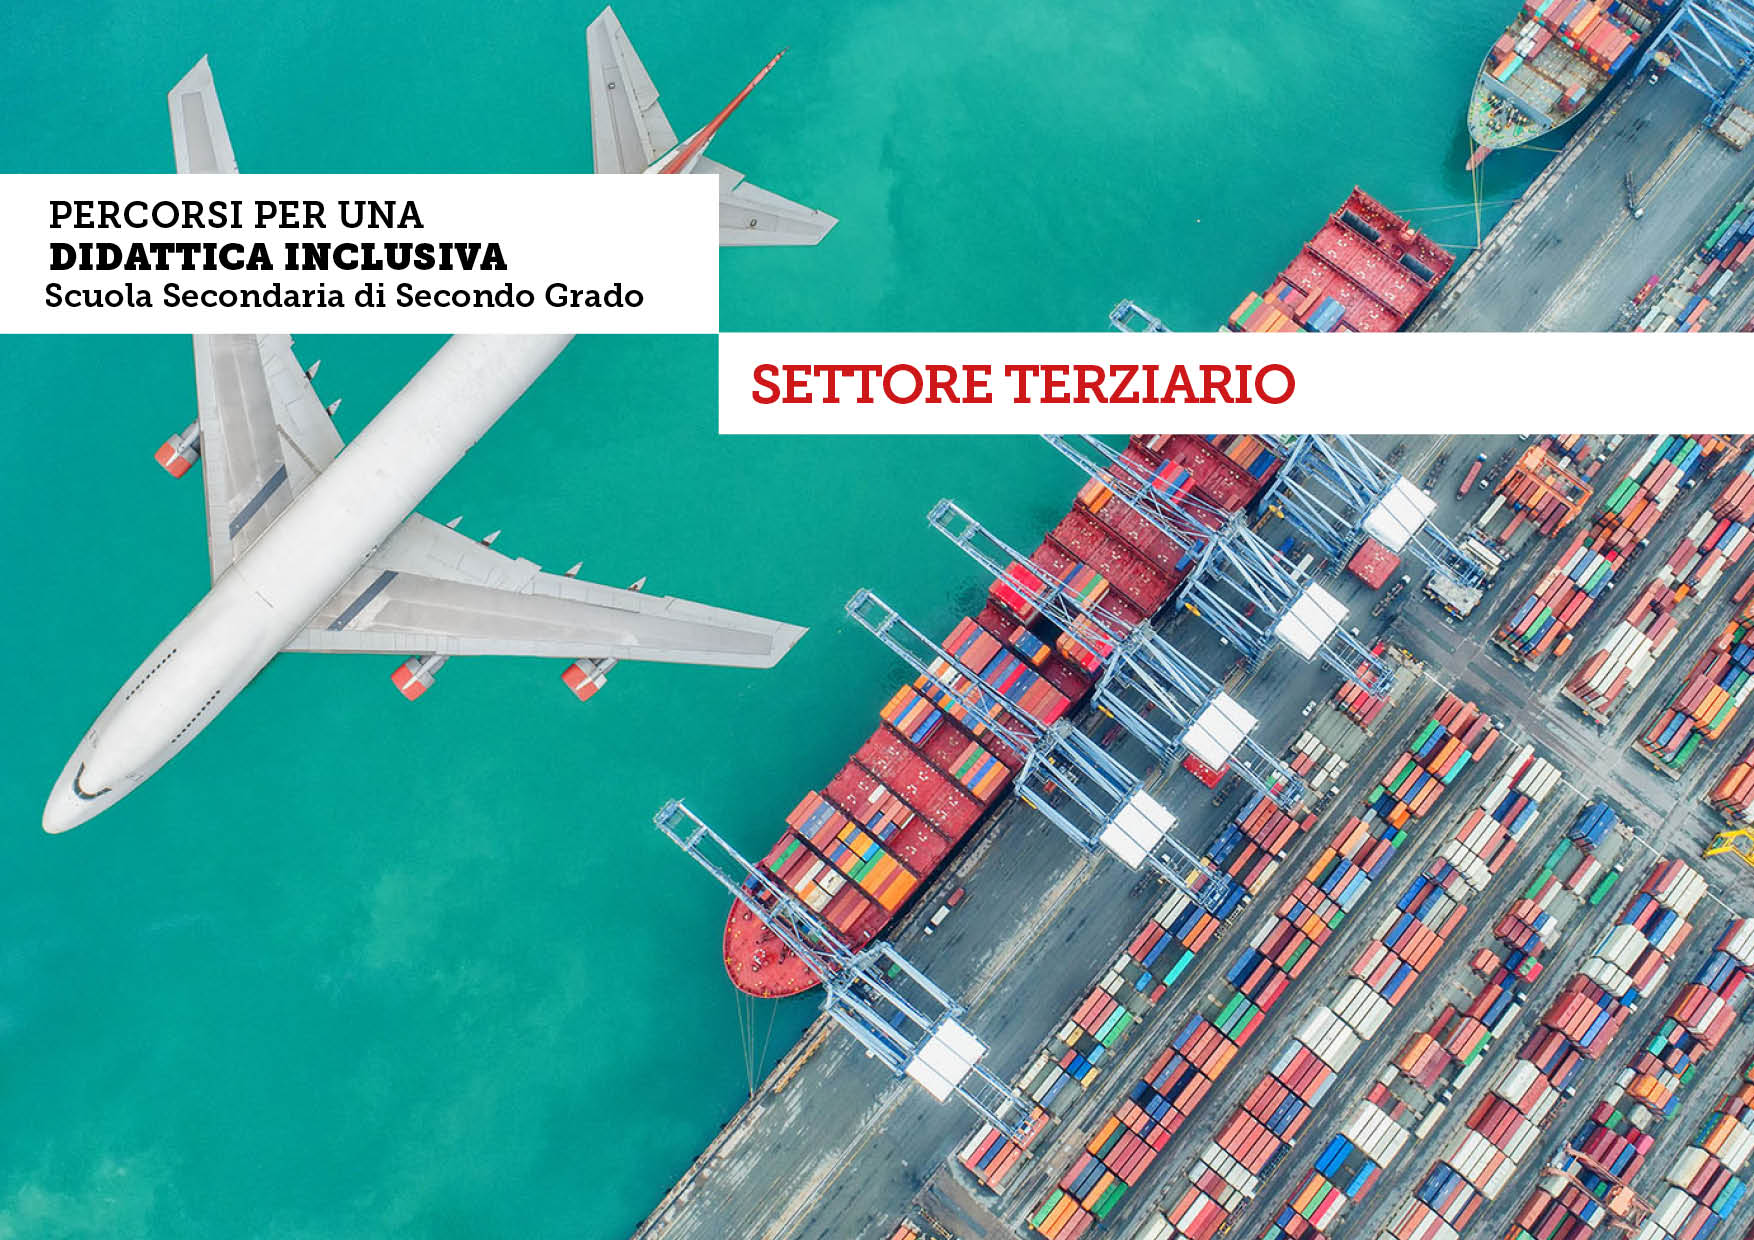 PERCORSI PER UNA
DIDATTICA INCLUSIVA
Scuola Secondaria di Secondo Grado
SETTORE TERZIARIO